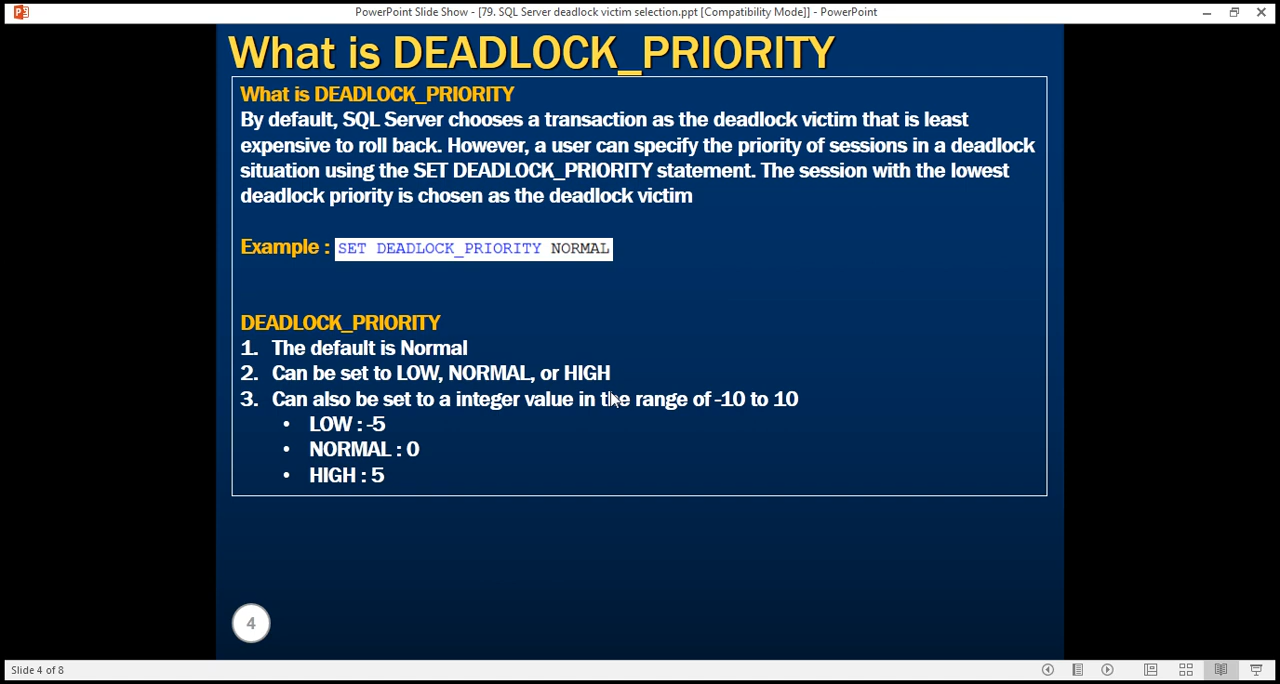 PowerPoint Slide Show - [79. SQL Server deadlock victim selection.ppt [Compatibility Mode]] - PowerPoint
What is DEADLOCK_PRIORITY
What is DEADLOCK_PRIORITY
By default, SQL Server chooses a transaction as the deadlock victim that is least
expensive to roll back. However, a user can specify the priority of sessions in a deadlock
situation using the SET DEADLOCK_PRIORITY statement. The session with the lowest
deadlock priority is chosen as the deadlock victim
Example : SET DEADLOCK_PRIORITY NORMAL
DEADLOCK_PRIORITY
1. The default is Normal
2. Can be set to LOW, NORMAL, or HIGH
3. Can also be set to a integer value in the range of -10 to 10
• LOW : -5
• NORMAL : 0
• HIGH : 5
4
Slide 4 of 8